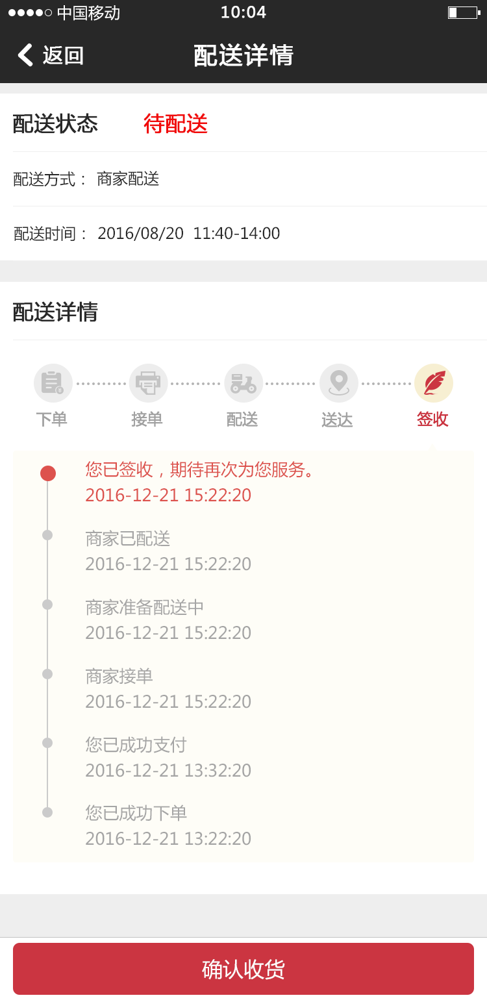 中国移动 10:04
返回 配送详情
配送状态 待配送
配送方式： 商家配送
配送时间： 2016/08/20 11:40-14:00
配送详情
下单 接单 配送 送达 签收
您已签收，期待再次为您服务。
2016-12-21 15:22:20
商家已配送
2016-12-21 15:22:20
商家准备配送中
2016-12-21 15:22:20
商家接单
2016-12-21 15:22:20
您已成功支付
2016-12-21 13:32:20
您已成功下单
2016-12-21 13:22:20
确认收货